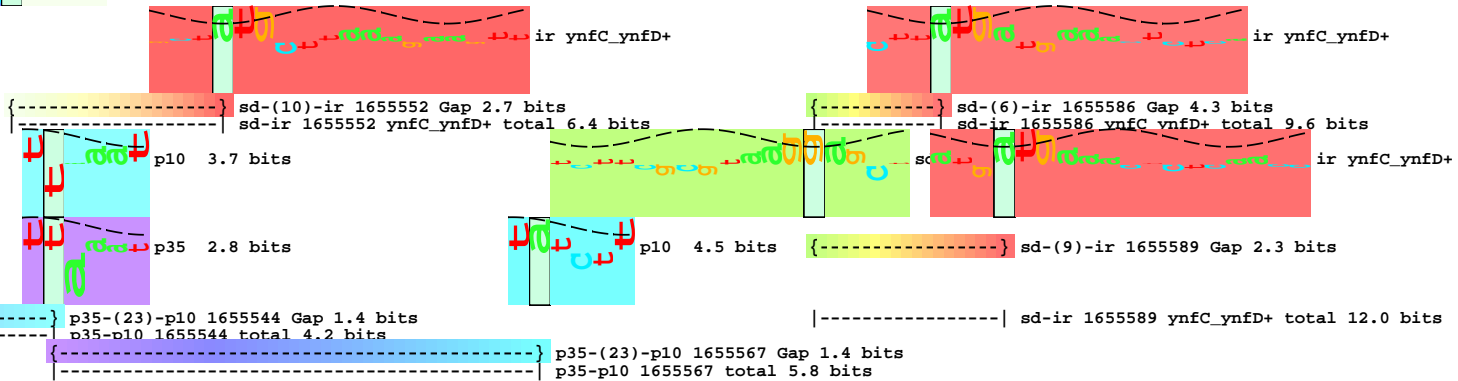 ir ynfC_ynfD+
ir ynfC_ynfD+
{-----------------} sd-(10)-ir 1655552 Gap 2.7 bits
|-----------------| sd-ir 1655552 ynfC_ynfD+ total 6.4 bits
{---------} sd-(6)-ir 1655586 Gap 4.3 bits
|---------| sd-ir 1655586 ynfC_ynfD+ total 9.6 bits
p10 3.7 bits
ir ynfC_ynfD+
p35 2.8 bits
p10 4.5 bits
{--------------} sd-(9)-ir 1655589 Gap 2.3 bits
-----} p35-(23)-p10 1655544 Gap 1.4 bits
-----| p35-p10 1655544 total 4.2 bits
|---------------| sd-ir 1655589 ynfC_ynfD+ total 12.0 bits
{--------------------------------------} p35-(23)-p10 1655567 Gap 1.4 bits
|--------------------------------------| p35-p10 1655567 total 5.8 bits